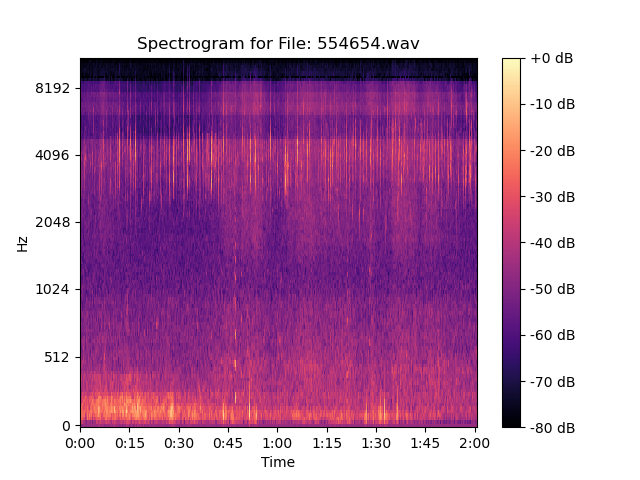 Spectrogram for File: 554654.wav
8192
4096
2048
1024
512
0
Hz
0:00 0:15 0:30 0:45 1:00 1:15 1:30 1:45 2:00
Time
+0 dB
-10 dB
-20 dB
-30 dB
-40 dB
-50 dB
-60 dB
-70 dB
-80 dB